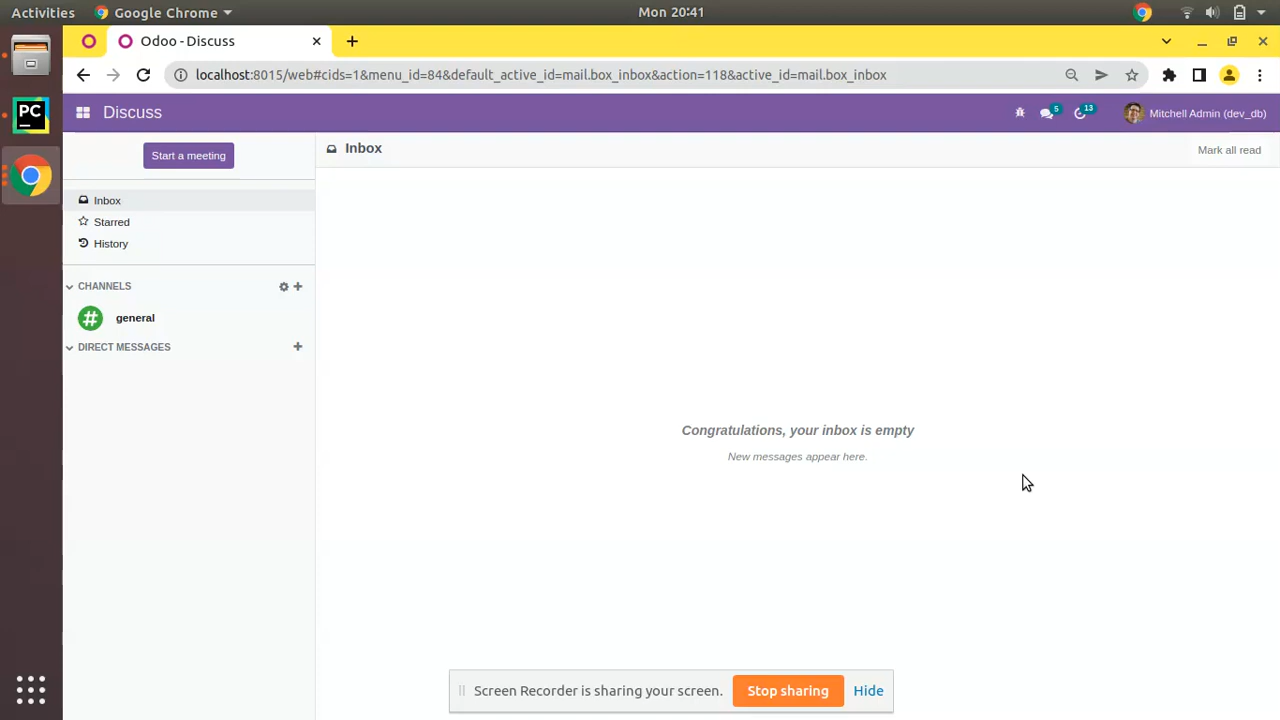 Activities
Google Chrome
Mon 20:41
Odoo - Discuss
localhost:8015/web#cids=1&menu_id=84&default_active_id=mail.box_inbox&action=118&active_id=mail.box_inbox
Discuss
5
13
Mitchell Admin (dev_db)
PC
Start a meeting
Inbox
Mark all read
Inbox
Starred
History
CHANNELS
# general
DIRECT MESSAGES
Congratulations, your inbox is empty
New messages appear here.
Screen Recorder is sharing your screen.
Stop sharing
Hide